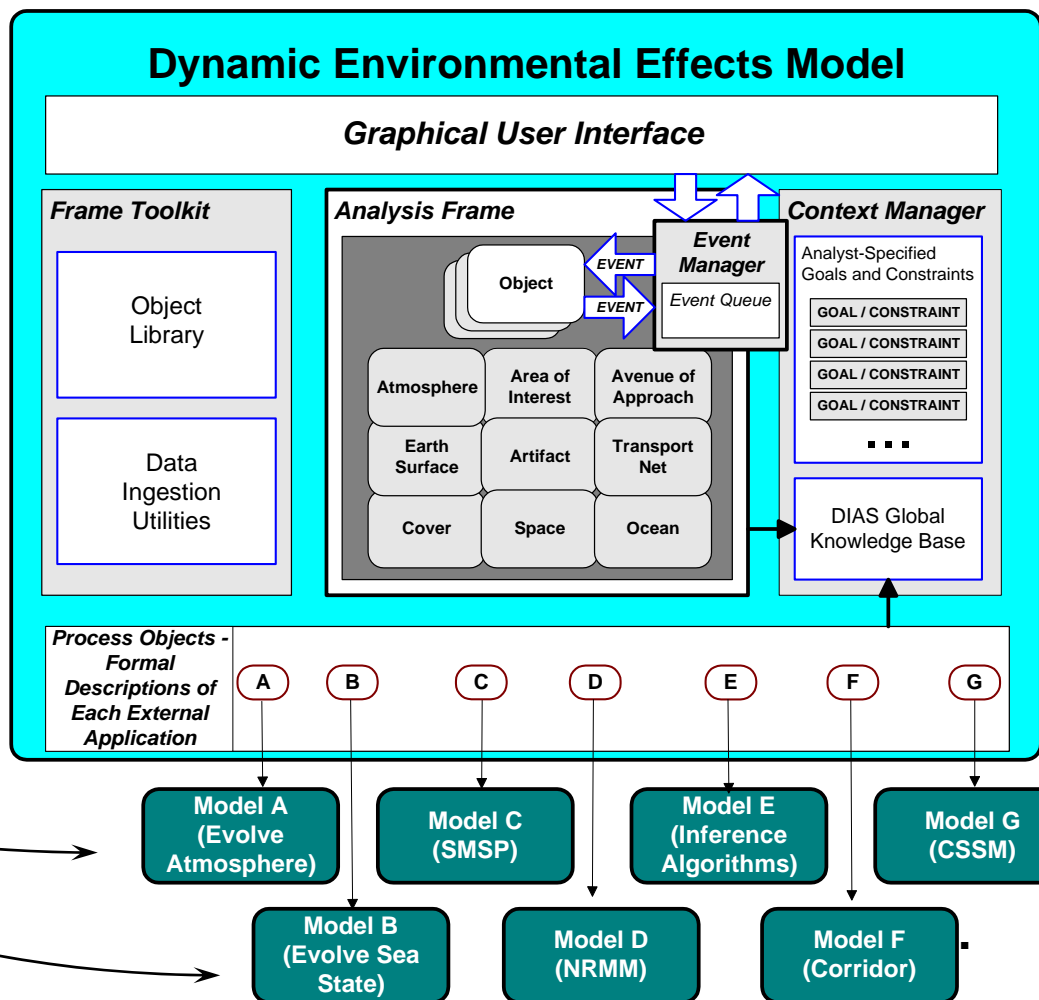 Dynamic Environmental Effects Model
Graphical User Interface
Frame Toolkit
Object
Library
Data
Ingestion
Utilities
Analysis Frame
Object
EVENT
EVENT
Event
Manager
Event Queue
Atmosphere
Area of
Interest
Avenue of
Approach
Earth
Surface
Artifact
Transport
Net
Cover
Space
Ocean
Context Manager
Analyst-Specified
Goals and Constraints
GOAL / CONSTRAINT
GOAL / CONSTRAINT
GOAL / CONSTRAINT
GOAL / CONSTRAINT
...
DIAS Global
Knowledge Base
Process Objects -
Formal
Descriptions of
Each External
Application
A
B
C
D
E
F
G
Model A
(Evolve
Atmosphere)
Model C
(SMSP)
Model E
(Inference
Algorithms)
Model G
(CSSM)
Model B
(Evolve Sea
State)
Model D
(NRMM)
Model F
(Corridor)
.